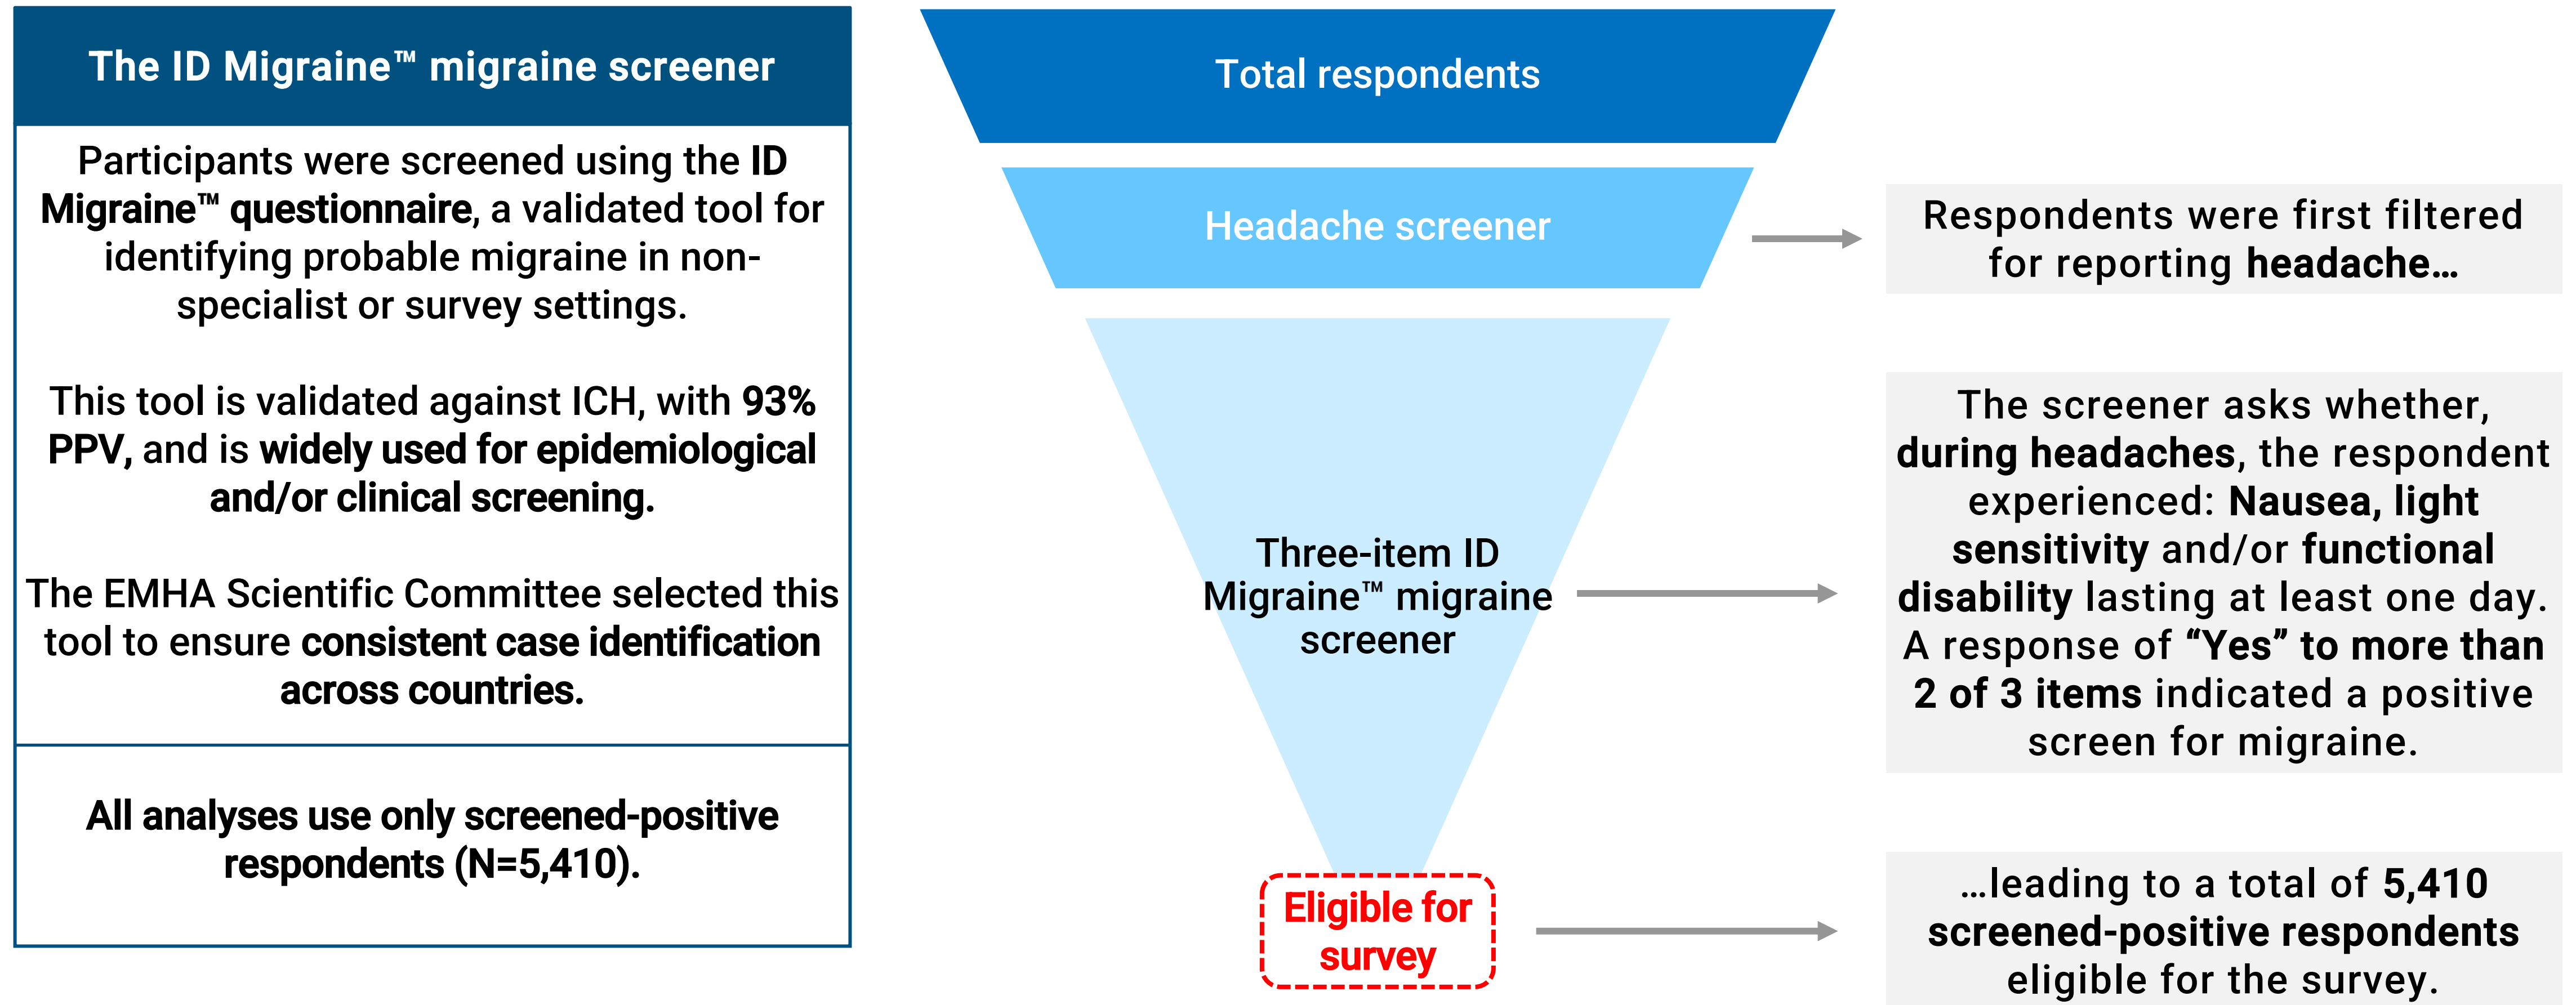 The ID Migraine™ migraine screener
Participants were screened using the ID
Migraine™ questionnaire, a validated tool for
identifying probable migraine in non-
specialist or survey settings.
This tool is validated against ICH, with 93%
PPV, and is widely used for epidemiological
and/or clinical screening.
The EMHA Scientific Committee selected this
tool to ensure consistent case identification
across countries.
All analyses use only screened-positive
respondents (N=5,410).
Total respondents
Headache screener
Three-item ID
Migraine™ migraine
screener
Eligible for
survey
Respondents were first filtered
for reporting headache…
The screener asks whether,
during headaches, the respondent
experienced: Nausea, light
sensitivity and/or functional
disability lasting at least one day.
A response of “Yes” to more than
2 of 3 items indicated a positive
screen for migraine.
…leading to a total of 5,410
screened-positive respondents
eligible for the survey.